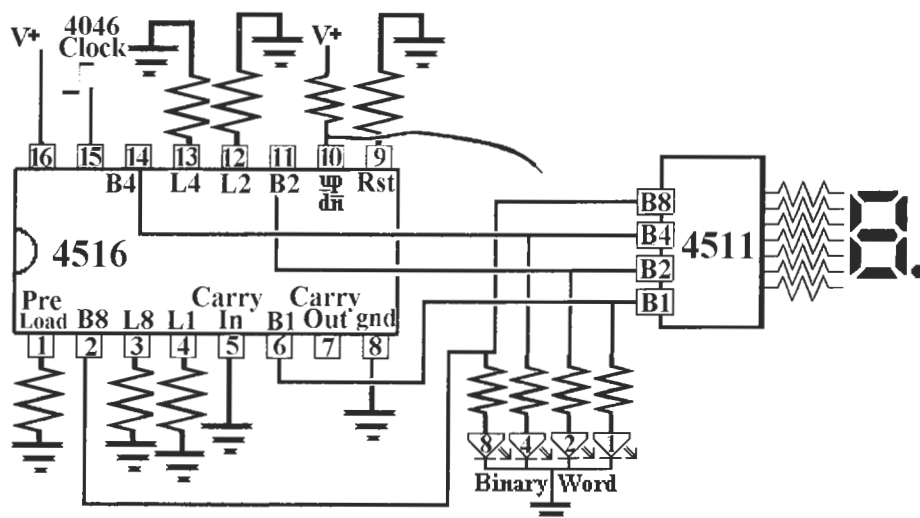 V+ 4046 V+
Clock
16 15 14 13 12 11 10 9
B4 L4 L2 B2 up Rst
dn
B8
4516 B4 4511
B2
B1
Pre Carry Carry
Load B8 L8 L1 In B1 Out gnd
1 2 3 4 5 6 7 8
8 4 2 1
Binary Word